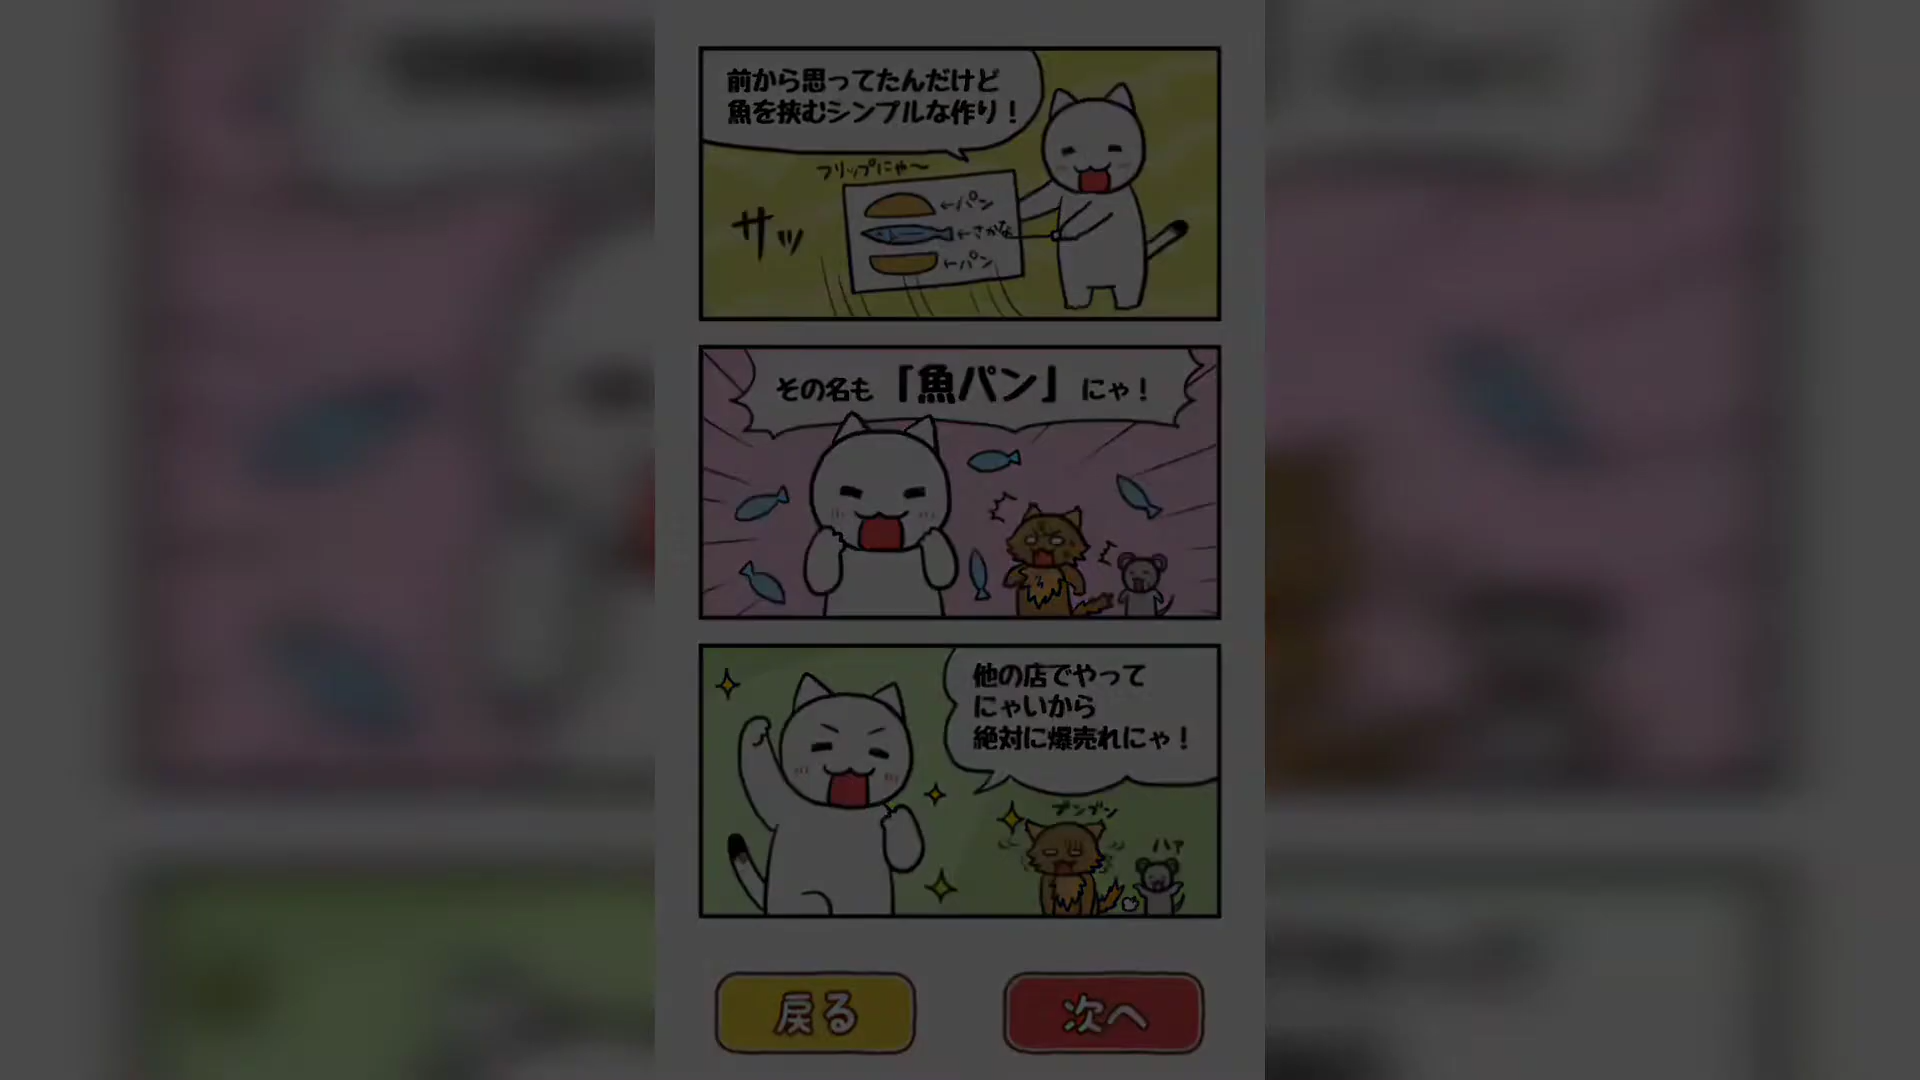 前から思ってたんだけど
魚を挟むシンプルな作り！
フリップにゃ〜
サッ
←パン
←さかな
←パン
その名も「魚パン」にゃ！
他の店でやって
にゃいから
絶対に爆売れにゃ！
プンプン
ハァ
戻る
次へ